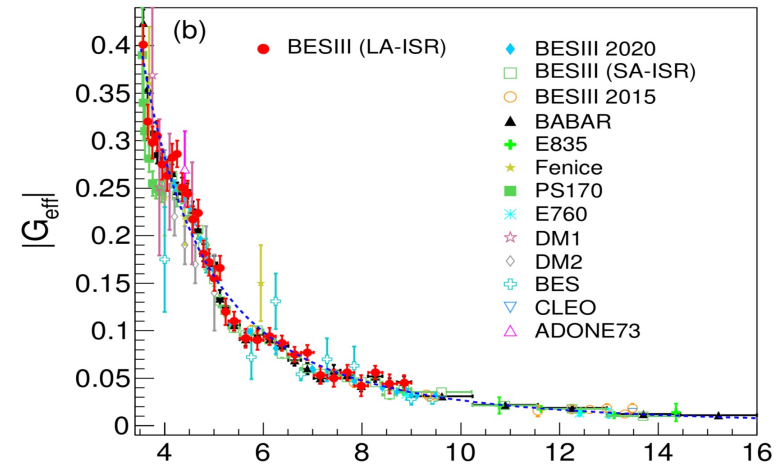 (b)
BESIII (LA-ISR)
BESIII 2020
BESIII (SA-ISR)
BESIII 2015
BABAR
E835
Fenice
PS170
E760
DM1
DM2
BES
CLEO
ADONE73
|G_eff|
0.4
0.35
0.3
0.25
0.2
0.15
0.1
0.05
0
4 6 8 10 12 14 16